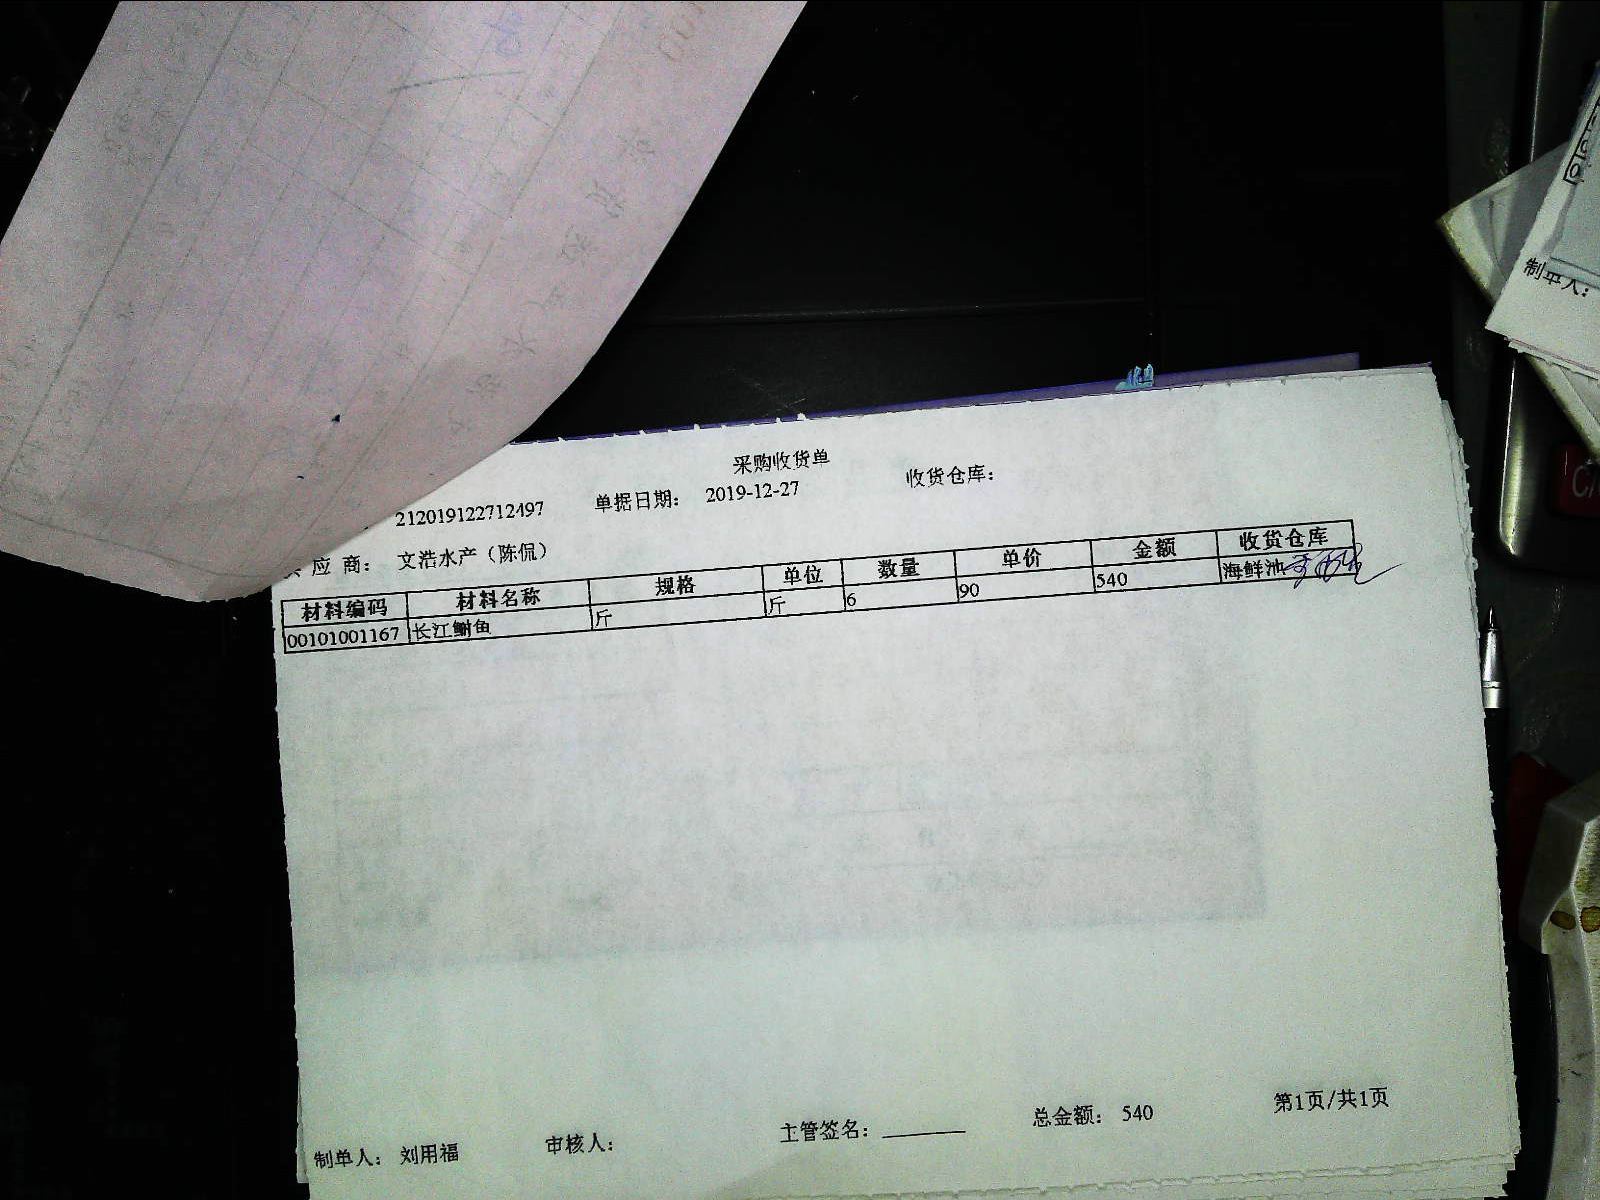 采购收货单
212019122712497 单据日期： 2019-12-27 收货仓库：
应 商： 文浩水产（陈侃）
材料编码 材料名称 规格 单位 数量 单价 金额 收货仓库
00101001167 长江鮰鱼 斤 斤 6 90 540 海鲜池
制单人： 刘用福 审核人： 主管签名： 总金额： 540 第1页/共1页
制单人：